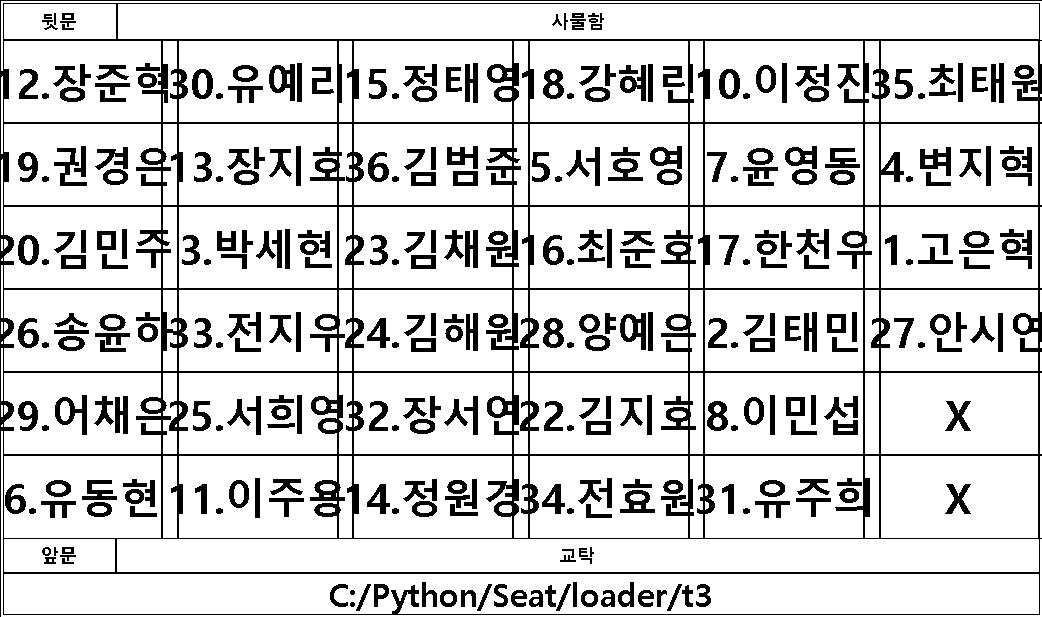 뒷문 사물함
12.장준혁 30.유예리 15.정태영 18.강혜린 10.이정진 35.최태원
19.권경은 13.장지호 36.김범준 5.서호영 7.윤영동 4.변지혁
20.김민주 3.박세현 23.김채원 16.최준호 17.한천우 1.고은혁
26.송윤하 33.전지우 24.김해원 28.양예은 2.김태민 27.안시연
29.어채은 25.서희영 32.장서연 22.김지호 8.이민섭 X
6.유동현 11.이주용 14.정원경 34.전효원 31.유주희 X
앞문 교탁
C:/Python/Seat/loader/t3